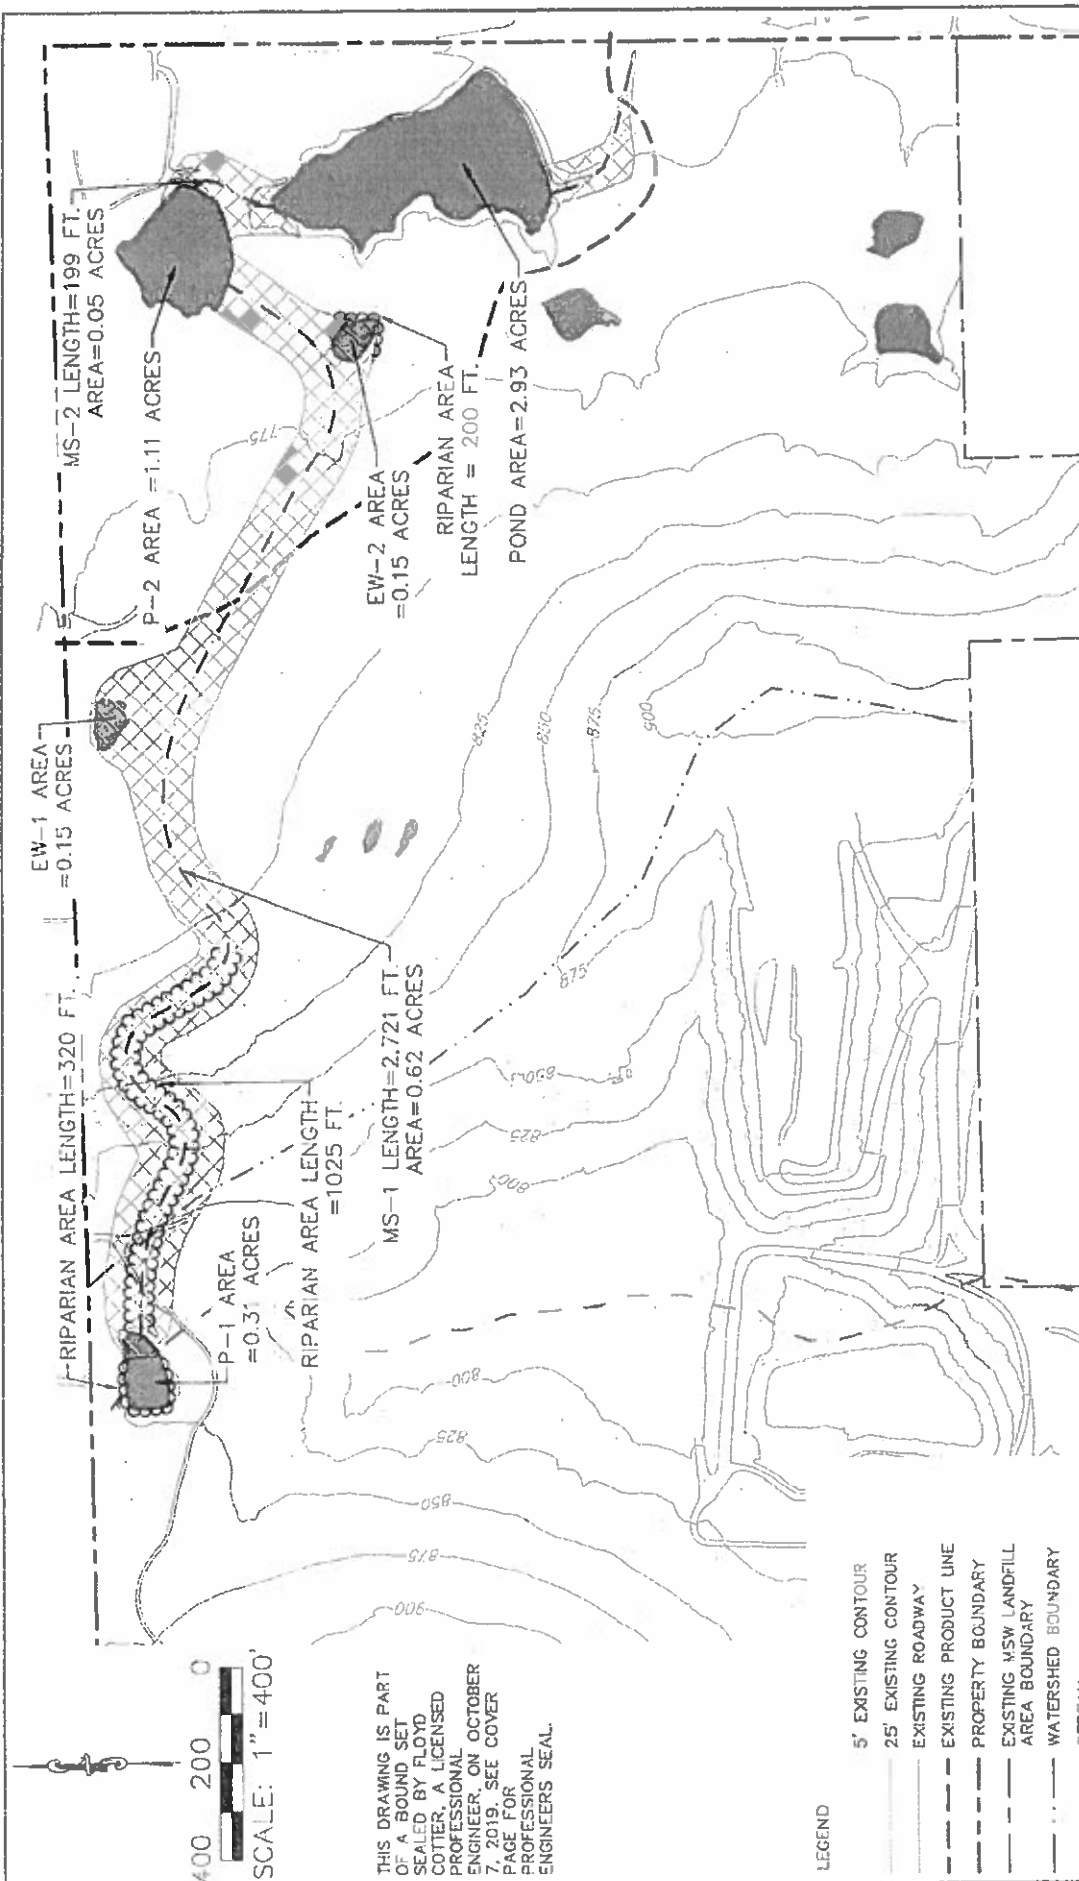 MS-2 LENGTH=199 FT.
AREA=0.05 ACRES
P-2 AREA =1.11 ACRES
775
EW-2 AREA
=0.15 ACRES
RIPARIAN AREA
LENGTH = 200 FT.
POND AREA=2.93 ACRES
EW-1 AREA
=0.15 ACRES
825
850
875
900
RIPARIAN AREA LENGTH=320 FT.
MS-1 LENGTH=2,721 FT.
AREA=0.62 ACRES
875
850
825
800
RIPARIAN AREA LENGTH
=1025 FT.
P-1 AREA
=0.31 ACRES
800
825
850
875
900
400 200 0
SCALE: 1"=400'
THIS DRAWING IS PART
OF A BOUND SET
SEALED BY FLOYD
COTTER, A LICENSED
PROFESSIONAL
ENGINEER, ON OCTOBER
7, 2019. SEE COVER
PAGE FOR
PROFESSIONAL
ENGINEERS SEAL.
LEGEND
5' EXISTING CONTOUR
25' EXISTING CONTOUR
EXISTING ROADWAY
EXISTING PRODUCT LINE
PROPERTY BOUNDARY
EXISTING MSW LANDFILL
AREA BOUNDARY
WATERSHED BOUNDARY